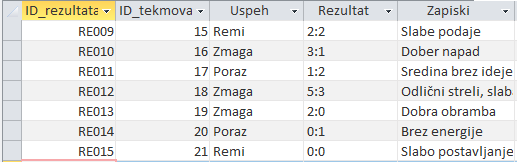 ID_rezultata ID_tekmova Uspeh Rezultat Zapiski
RE009 15 Remi 2:2 Slabe podaje
RE010 16 Zmaga 3:1 Dober napad
RE011 17 Poraz 1:2 Sredina brez ideje
RE012 18 Zmaga 5:3 Odlični streli, slab
RE013 19 Zmaga 2:0 Dobra obramba
RE014 20 Poraz 0:1 Brez energije
RE015 21 Remi 0:0 Slabo postavljanje